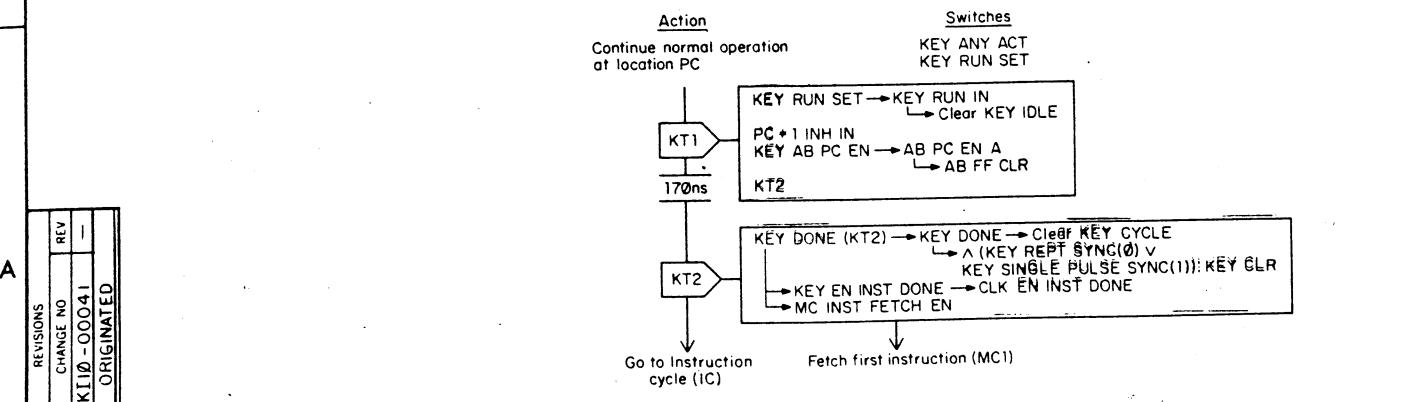 Action
Switches
Continue normal operation
at location PC
KEY ANY ACT
KEY RUN SET
KT1
KEY RUN SET → KEY RUN IN
Clear KEY IDLE
PC + 1 INH IN
KEY AB PC EN → AB PC EN A
AB FF CLR
KT2
170ns
KT2
KEY DONE (KT2) → KEY DONE → Clear KEY CYCLE
∧ (KEY REPT SYNC(0) ∨
KEY SINGLE PULSE SYNC(1)): KEY CLR
KEY EN INST DONE → CLK EN INST DONE
MC INST FETCH EN
Go to Instruction
cycle (IC)
Fetch first instruction (MC1)
A
REVISIONS
CHANGE NO
REV
KI10-00041
—
ORIGINATED